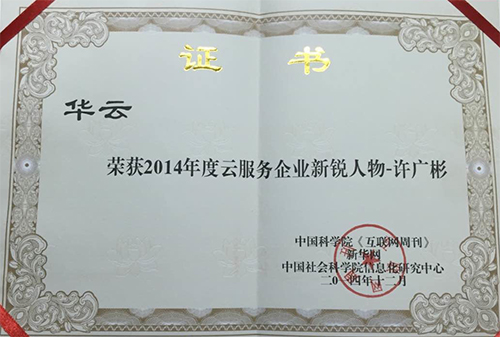 证书
华云
荣获2014年度云服务企业新锐人物-许广彬
中国科学院《互联网周刊》
新华网
中国社会科学院信息化研究中心
二〇一四年十二月